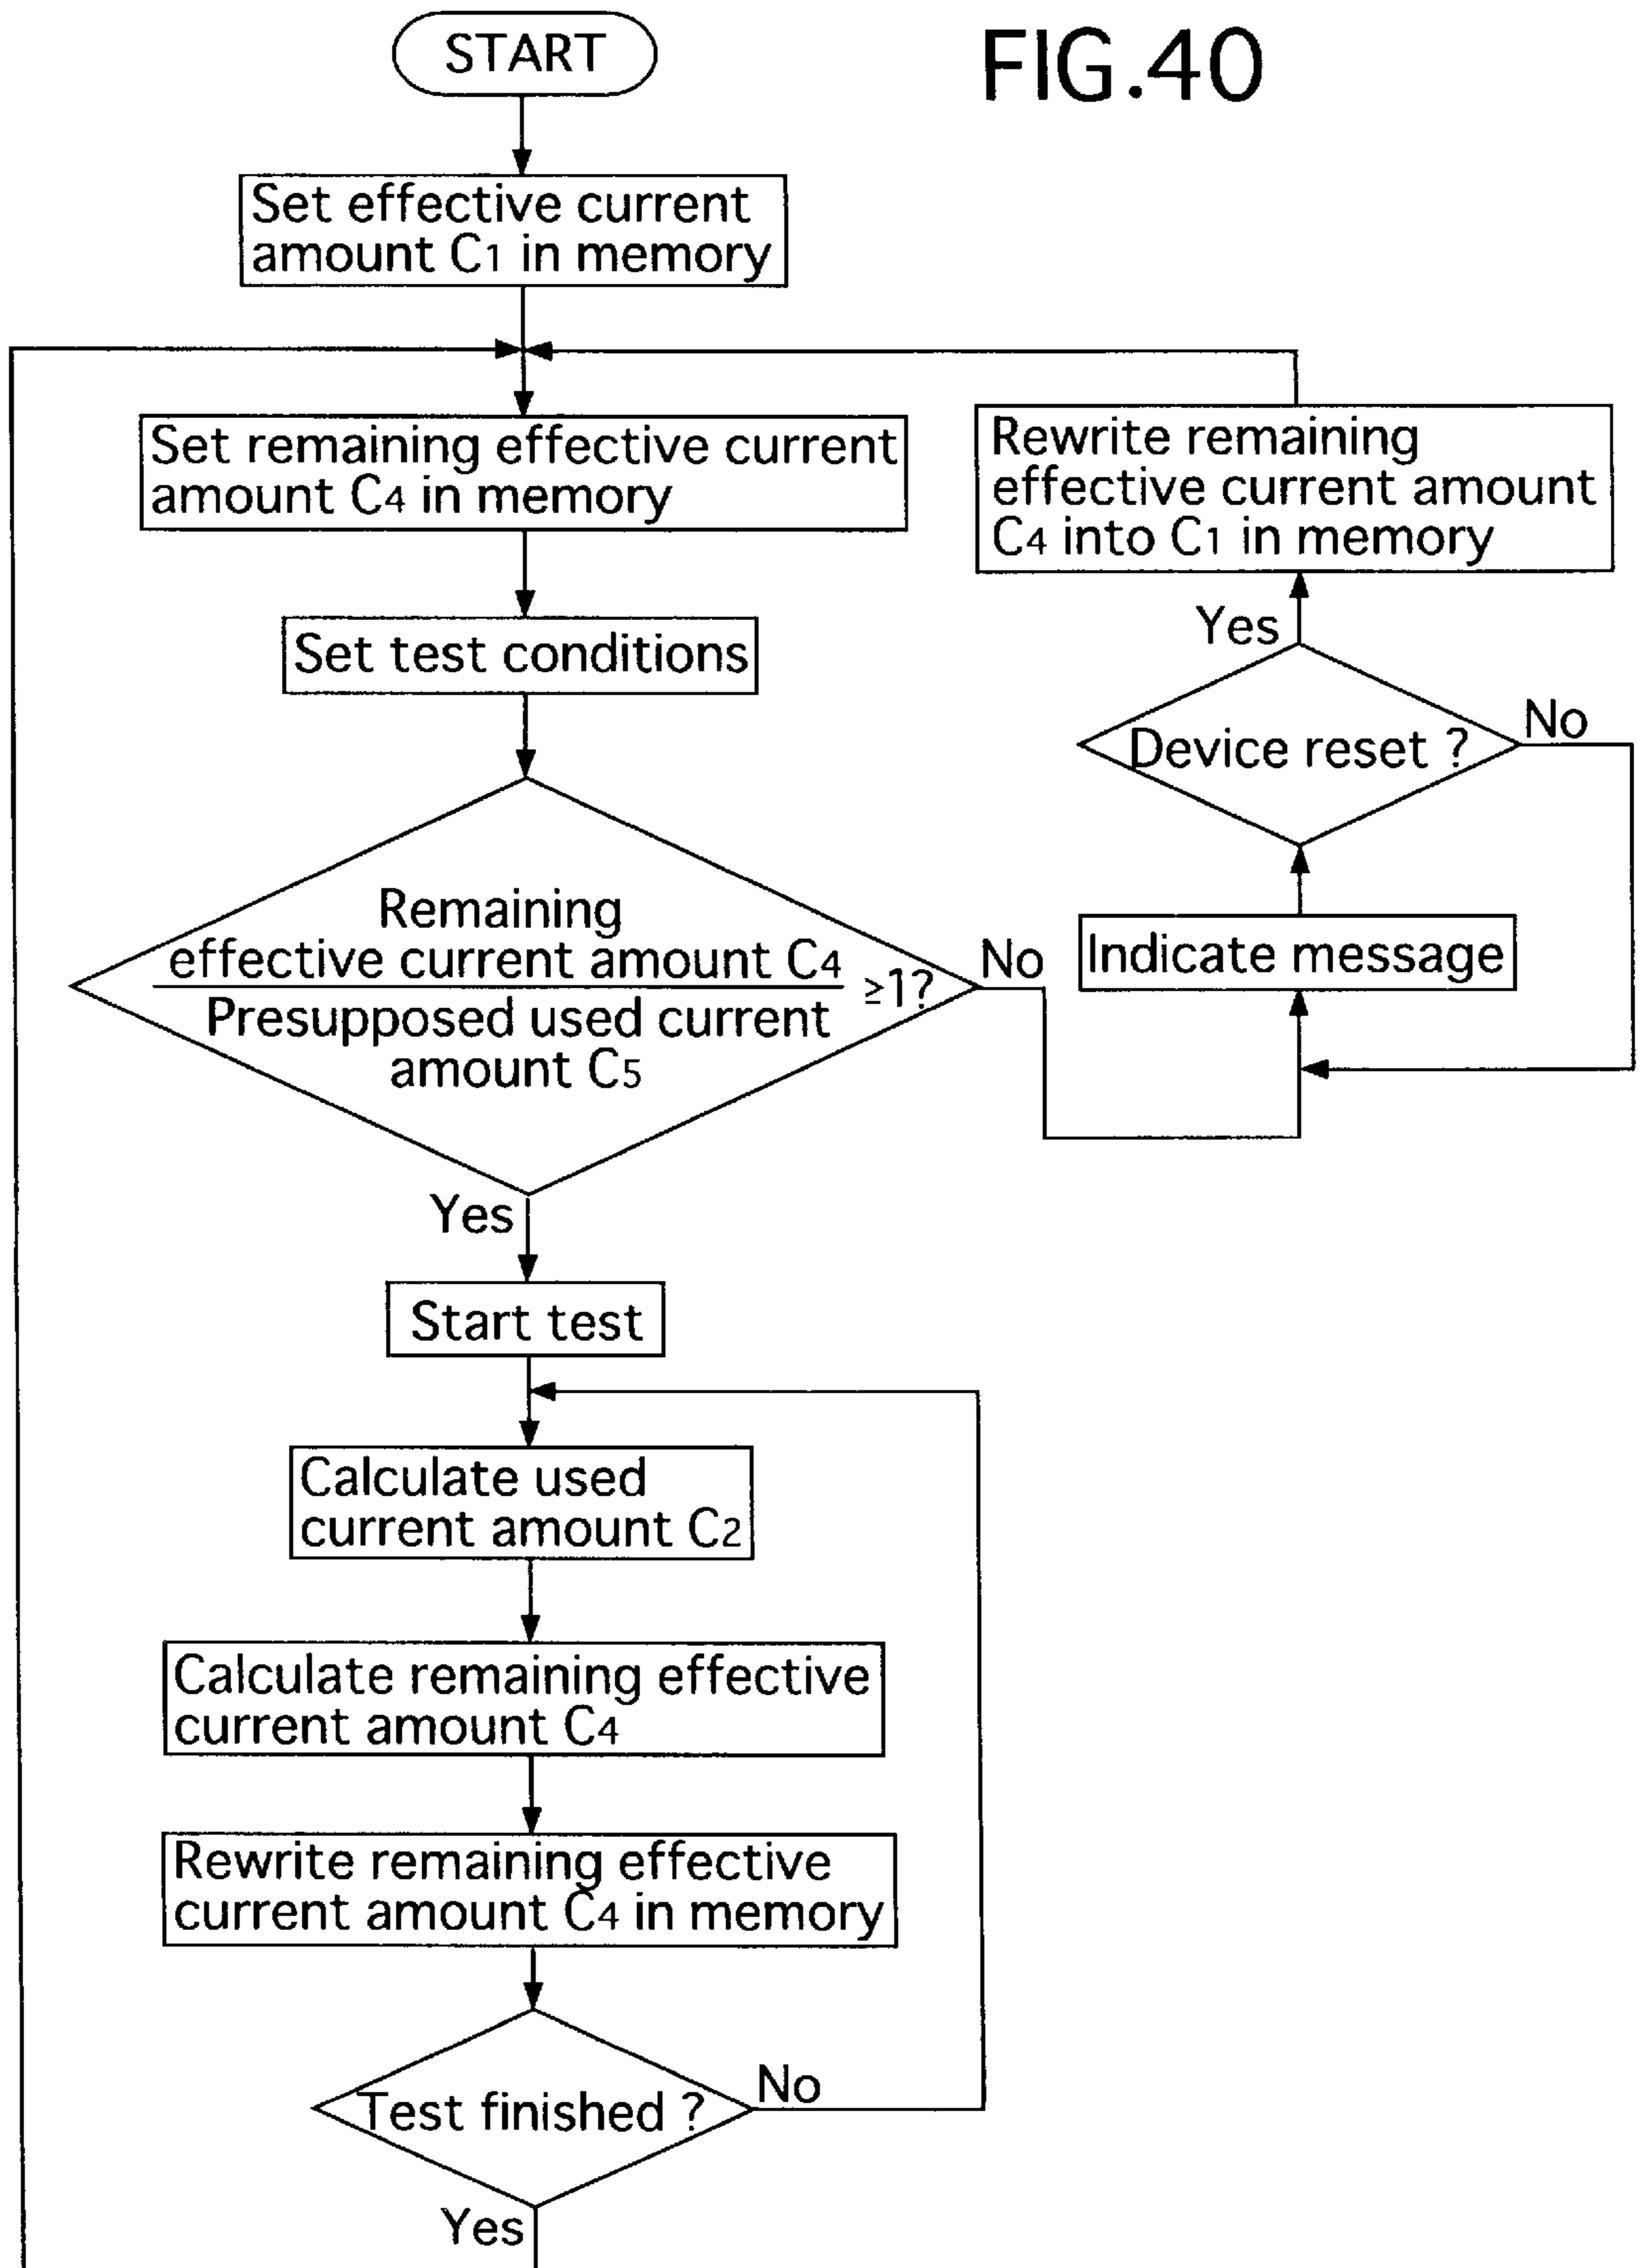 START
FIG.40
Set effective current
amount C1 in memory
Set remaining effective current
amount C4 in memory
Rewrite remaining
effective current amount
C4 into C1 in memory
Set test conditions
Yes
Device reset ?
No
Remaining
effective current amount C4
≥1?
Presupposed used current
amount C5
No
Indicate message
Yes
Start test
Calculate used
current amount C2
Calculate remaining effective
current amount C4
Rewrite remaining effective
current amount C4 in memory
Test finished ?
No
Yes